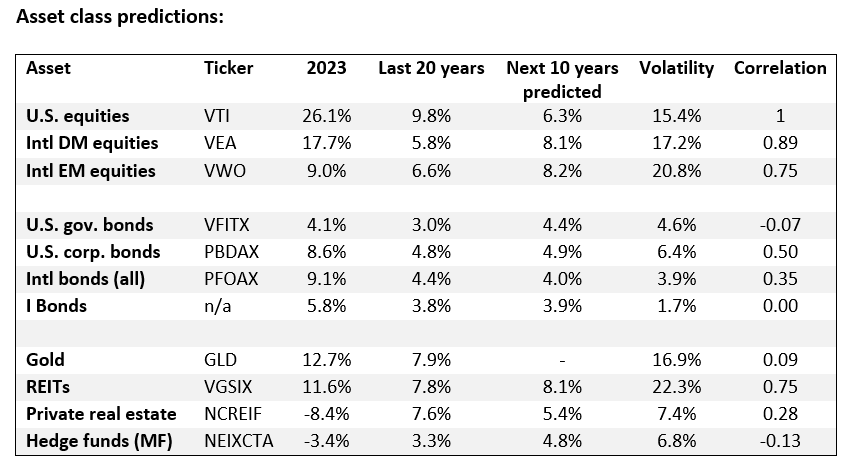 Asset class predictions:
Asset Ticker 2023 Last 20 years Next 10 years predicted Volatility Correlation
U.S. equities VTI 26.1% 9.8% 6.3% 15.4% 1
Intl DM equities VEA 17.7% 5.8% 8.1% 17.2% 0.89
Intl EM equities VWO 9.0% 6.6% 8.2% 20.8% 0.75
U.S. gov. bonds VFITX 4.1% 3.0% 4.4% 4.6% -0.07
U.S. corp. bonds PBDAX 8.6% 4.8% 4.9% 6.4% 0.50
Intl bonds (all) PFOAX 9.1% 4.4% 4.0% 3.9% 0.35
I Bonds n/a 5.8% 3.8% 3.9% 1.7% 0.00
Gold GLD 12.7% 7.9% - 16.9% 0.09
REITs VGSIX 11.6% 7.8% 8.1% 22.3% 0.75
Private real estate NCREIF -8.4% 7.6% 5.4% 7.4% 0.28
Hedge funds (MF) NEIXCTA -3.4% 3.3% 4.8% 6.8% -0.13